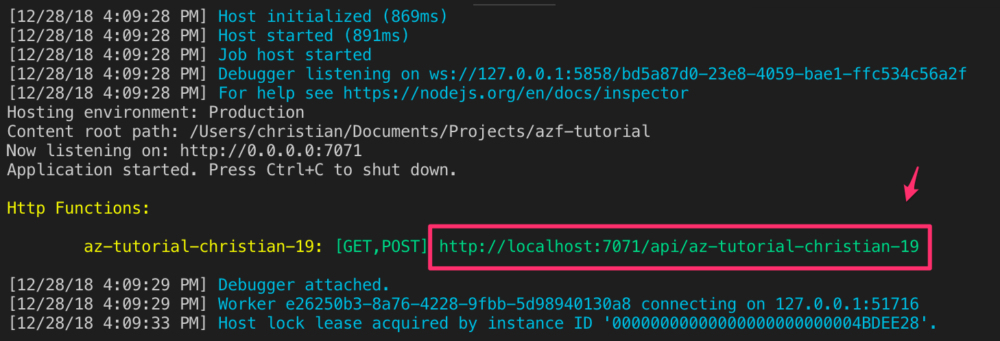 [12/28/18 4:09:28 PM] Host initialized (869ms)
[12/28/18 4:09:28 PM] Host started (891ms)
[12/28/18 4:09:28 PM] Job host started
[12/28/18 4:09:28 PM] Debugger listening on ws://127.0.0.1:5858/bd5a87d0-23e8-4059-bae1-ffc534c56a2f
[12/28/18 4:09:28 PM] For help see https://nodejs.org/en/docs/inspector
Hosting environment: Production
Content root path: /Users/christian/Documents/Projects/azf-tutorial
Now listening on: http://0.0.0.0:7071
Application started. Press Ctrl+C to shut down.
Http Functions:
az-tutorial-christian-19: [GET,POST] http://localhost:7071/api/az-tutorial-christian-19
[12/28/18 4:09:29 PM] Debugger attached.
[12/28/18 4:09:29 PM] Worker e26250b3-8a76-4228-9fbb-5d98940130a8 connecting on 127.0.0.1:51716
[12/28/18 4:09:33 PM] Host lock lease acquired by instance ID '0000000000000000000000004BDEE28'.